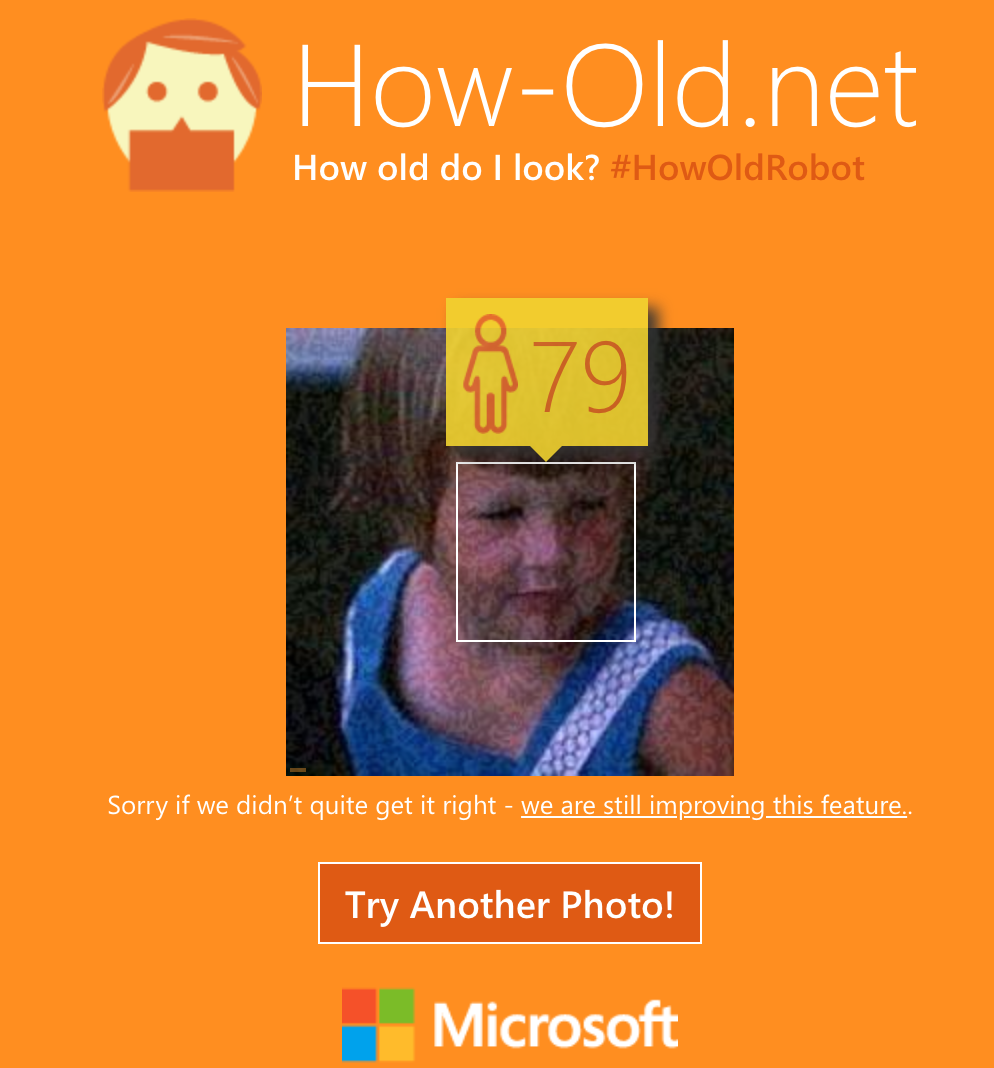 How-Old.net
How old do I look? #HowOldRobot
79
Sorry if we didn’t quite get it right - we are still improving this feature..
Try Another Photo!
Microsoft